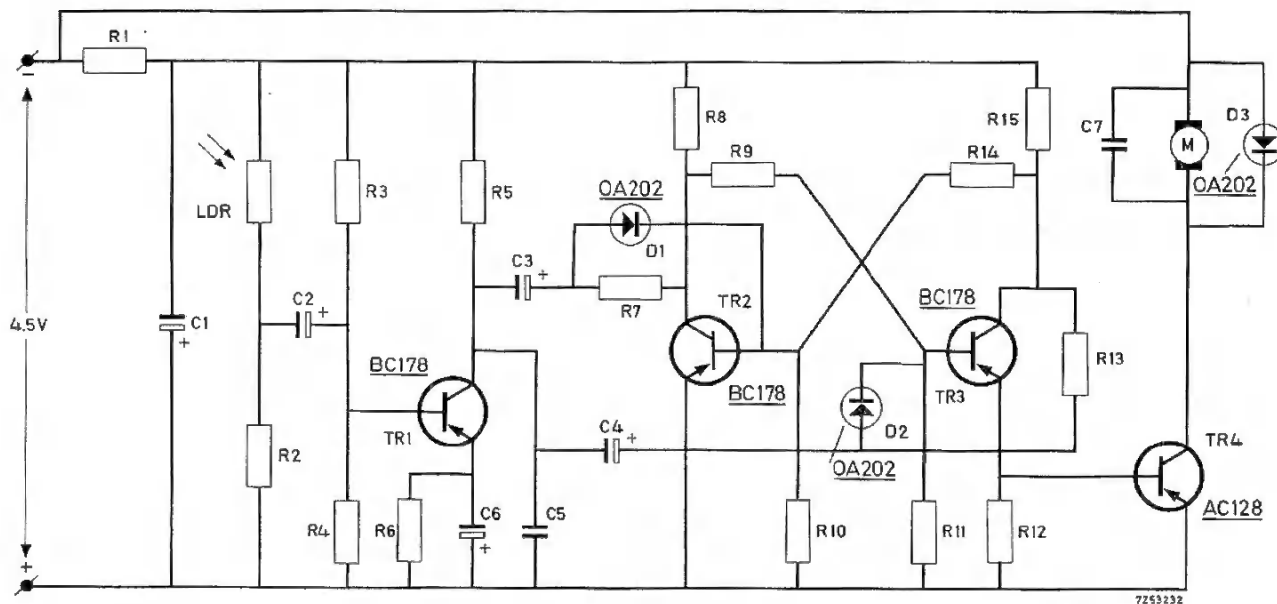 R1
−
4.5V
+
C1
+
LDR
R2
C2
+
R3
R4
BC178
TR1
R5
R6
C6
+
C5
C3
+
OA202
D1
R7
C4
+
R8
R9
TR2
BC178
R10
OA202
D2
R11
R14
R15
BC178
TR3
R12
R13
C7
M
D3
OA202
TR4
AC128
7Z53232